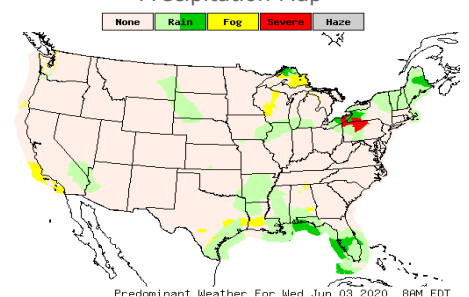 Precipitation Map
None Rain Fog Severe Haze
Predominant Weather For Wed Jun 03 2020 8AM EDT